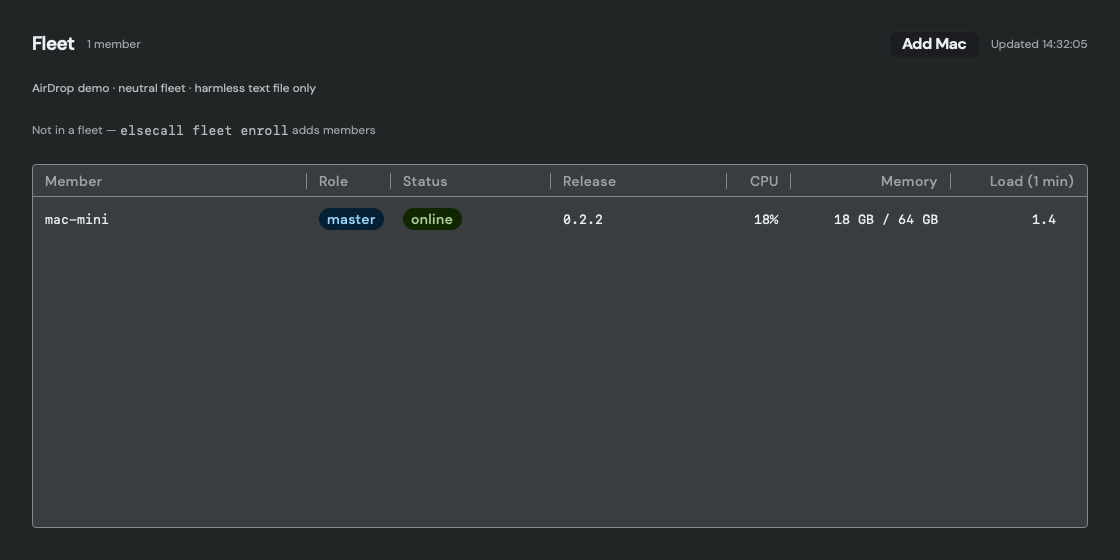 Fleet 1 member Add Mac Updated 14:32:05
AirDrop demo · neutral fleet · harmless text file only
Not in a fleet — elsecall fleet enroll adds members
Member Role Status Release CPU Memory Load (1 min)
mac-mini master online 0.2.2 18% 18 GB / 64 GB 1.4